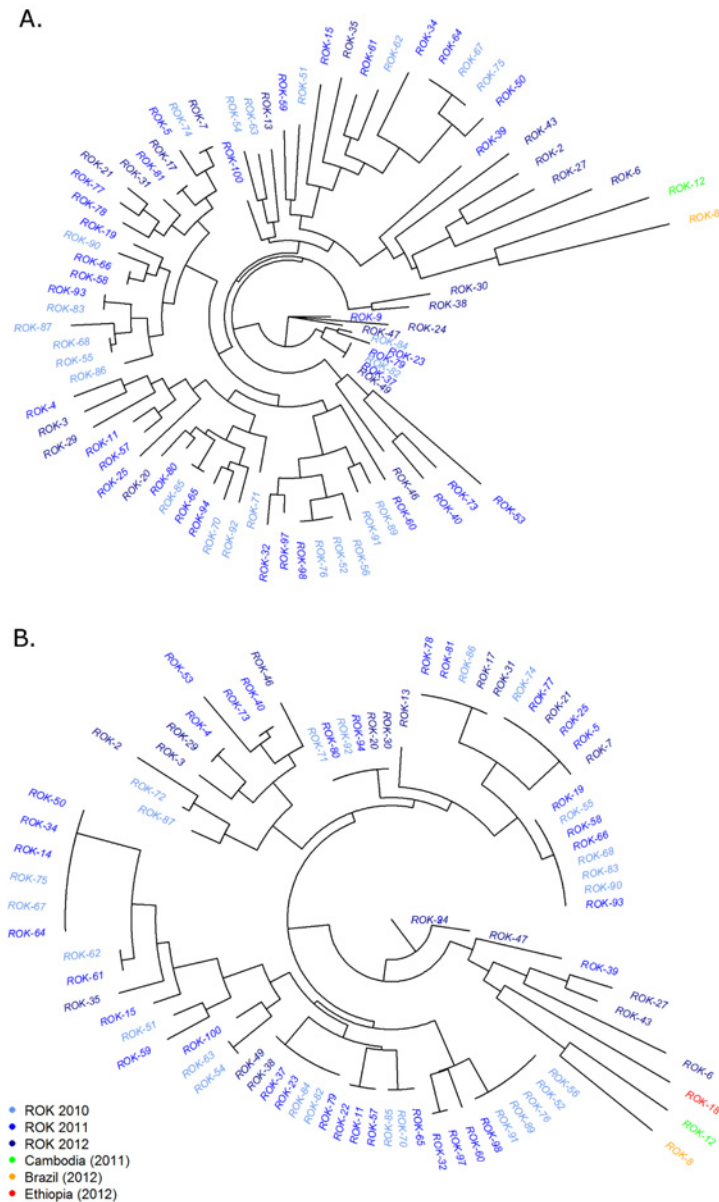 A.
ROK-15
ROK-35
ROK-61
ROK-62
ROK-34
ROK-64
ROK-67
ROK-75
ROK-50
ROK-51
ROK-59
ROK-13
ROK-63
ROK-54
ROK-100
ROK-7
ROK-74
ROK-5
ROK-17
ROK-81
ROK-31
ROK-21
ROK-77
ROK-78
ROK-19
ROK-90
ROK-66
ROK-58
ROK-93
ROK-83
ROK-87
ROK-68
ROK-55
ROK-86
ROK-4
ROK-3
ROK-29
ROK-11
ROK-57
ROK-25
ROK-20
ROK-80
ROK-85
ROK-65
ROK-94
ROK-70
ROK-92
ROK-71
ROK-32
ROK-97
ROK-98
ROK-76
ROK-52
ROK-56
ROK-91
ROK-89
ROK-60
ROK-46
ROK-40
ROK-73
ROK-53
ROK-49
ROK-82
ROK-37
ROK-79
ROK-23
ROK-84
ROK-47
ROK-24
ROK-9
ROK-38
ROK-30
ROK-8
ROK-12
ROK-6
ROK-27
ROK-2
ROK-43
ROK-39
B.
ROK-78
ROK-81
ROK-86
ROK-17
ROK-31
ROK-74
ROK-77
ROK-21
ROK-25
ROK-5
ROK-7
ROK-19
ROK-55
ROK-58
ROK-66
ROK-68
ROK-83
ROK-90
ROK-93
ROK-13
ROK-30
ROK-20
ROK-94
ROK-92
ROK-80
ROK-71
ROK-46
ROK-40
ROK-73
ROK-53
ROK-4
ROK-29
ROK-3
ROK-2
ROK-72
ROK-87
ROK-50
ROK-34
ROK-14
ROK-75
ROK-67
ROK-64
ROK-62
ROK-61
ROK-35
ROK-15
ROK-51
ROK-59
ROK-100
ROK-63
ROK-54
ROK-49
ROK-38
ROK-37
ROK-23
ROK-84
ROK-82
ROK-79
ROK-22
ROK-11
ROK-57
ROK-85
ROK-70
ROK-65
ROK-32
ROK-97
ROK-60
ROK-98
ROK-91
ROK-89
ROK-76
ROK-52
ROK-56
ROK-8
ROK-12
ROK-18
ROK-6
ROK-43
ROK-27
ROK-39
ROK-47
ROK 2010
ROK 2011
ROK 2012
Cambodia (2011)
Brazil (2012)
Ethiopia (2012)